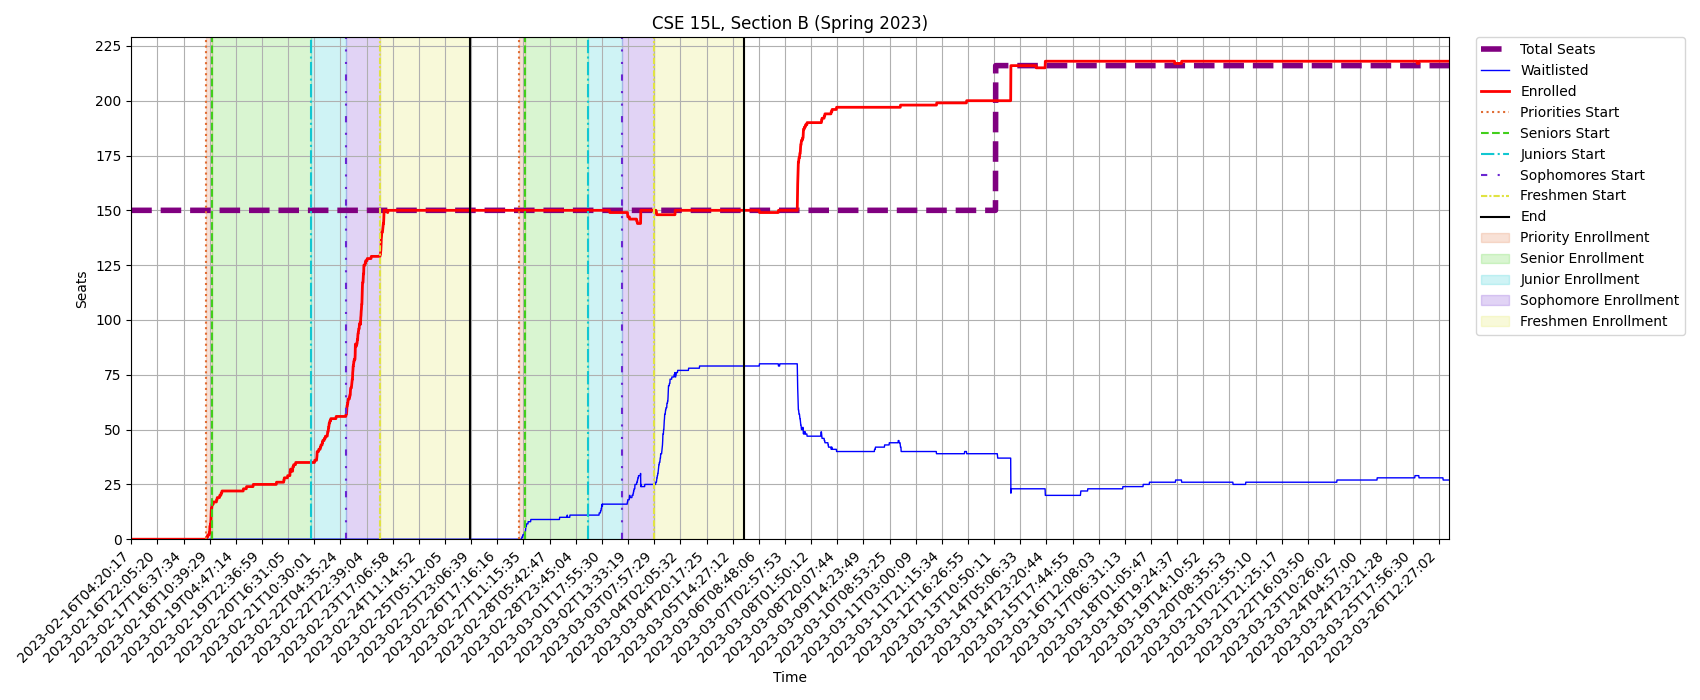 CSE 15L, Section B (Spring 2023)
Seats
225
200
175
150
125
100
75
50
25
0
2023-02-16T04:20:17
2023-02-16T22:05:20
2023-02-17T16:37:34
2023-02-18T10:39:29
2023-02-19T04:47:14
2023-02-19T22:36:59
2023-02-20T16:31:05
2023-02-21T10:30:01
2023-02-22T04:35:24
2023-02-22T22:39:04
2023-02-23T17:06:58
2023-02-24T11:14:52
2023-02-25T05:12:05
2023-02-25T23:06:39
2023-02-26T17:16:16
2023-02-27T11:15:35
2023-02-28T05:42:47
2023-02-28T23:45:04
2023-03-01T17:55:30
2023-03-02T13:33:19
2023-03-03T07:57:29
2023-03-04T02:05:32
2023-03-04T20:17:25
2023-03-05T14:27:12
2023-03-06T08:48:06
2023-03-07T02:57:53
2023-03-08T01:50:12
2023-03-08T20:07:44
2023-03-09T14:23:49
2023-03-10T08:53:25
2023-03-11T03:00:09
2023-03-11T21:15:34
2023-03-12T16:26:55
2023-03-13T10:50:11
2023-03-14T05:06:33
2023-03-14T23:20:44
2023-03-15T17:44:55
2023-03-16T12:08:03
2023-03-17T06:31:13
2023-03-18T01:05:47
2023-03-18T19:24:37
2023-03-19T14:10:52
2023-03-20T08:35:53
2023-03-21T02:55:10
2023-03-21T21:25:17
2023-03-22T16:03:50
2023-03-23T10:26:02
2023-03-24T04:57:00
2023-03-24T23:21:28
2023-03-25T17:56:30
2023-03-26T12:27:02
Time
Total Seats
Waitlisted
Enrolled
Priorities Start
Seniors Start
Juniors Start
Sophomores Start
Freshmen Start
End
Priority Enrollment
Senior Enrollment
Junior Enrollment
Sophomore Enrollment
Freshmen Enrollment